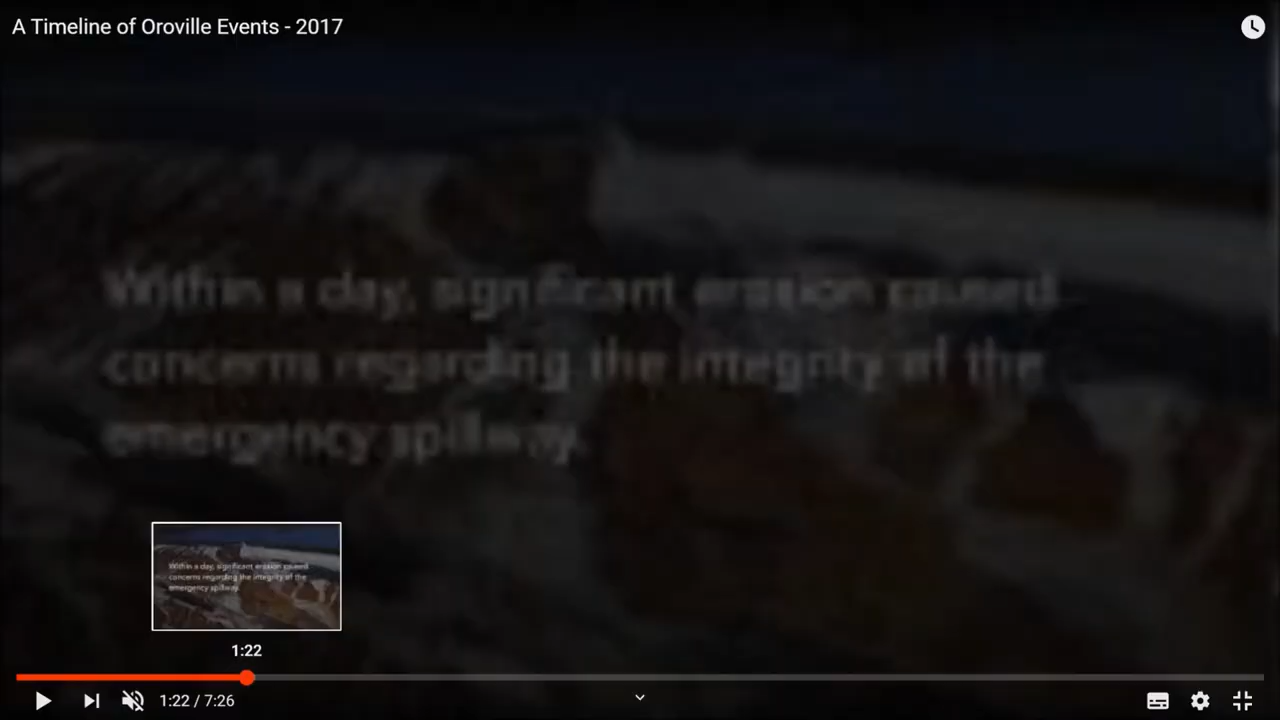 A Timeline of Oroville Events - 2017
Within a day, significant erosion caused
concerns regarding the integrity of the
emergency spillway.
Within a day, significant erosion caused
concerns regarding the integrity of the
emergency spillway.
1:22
1:22 / 7:26